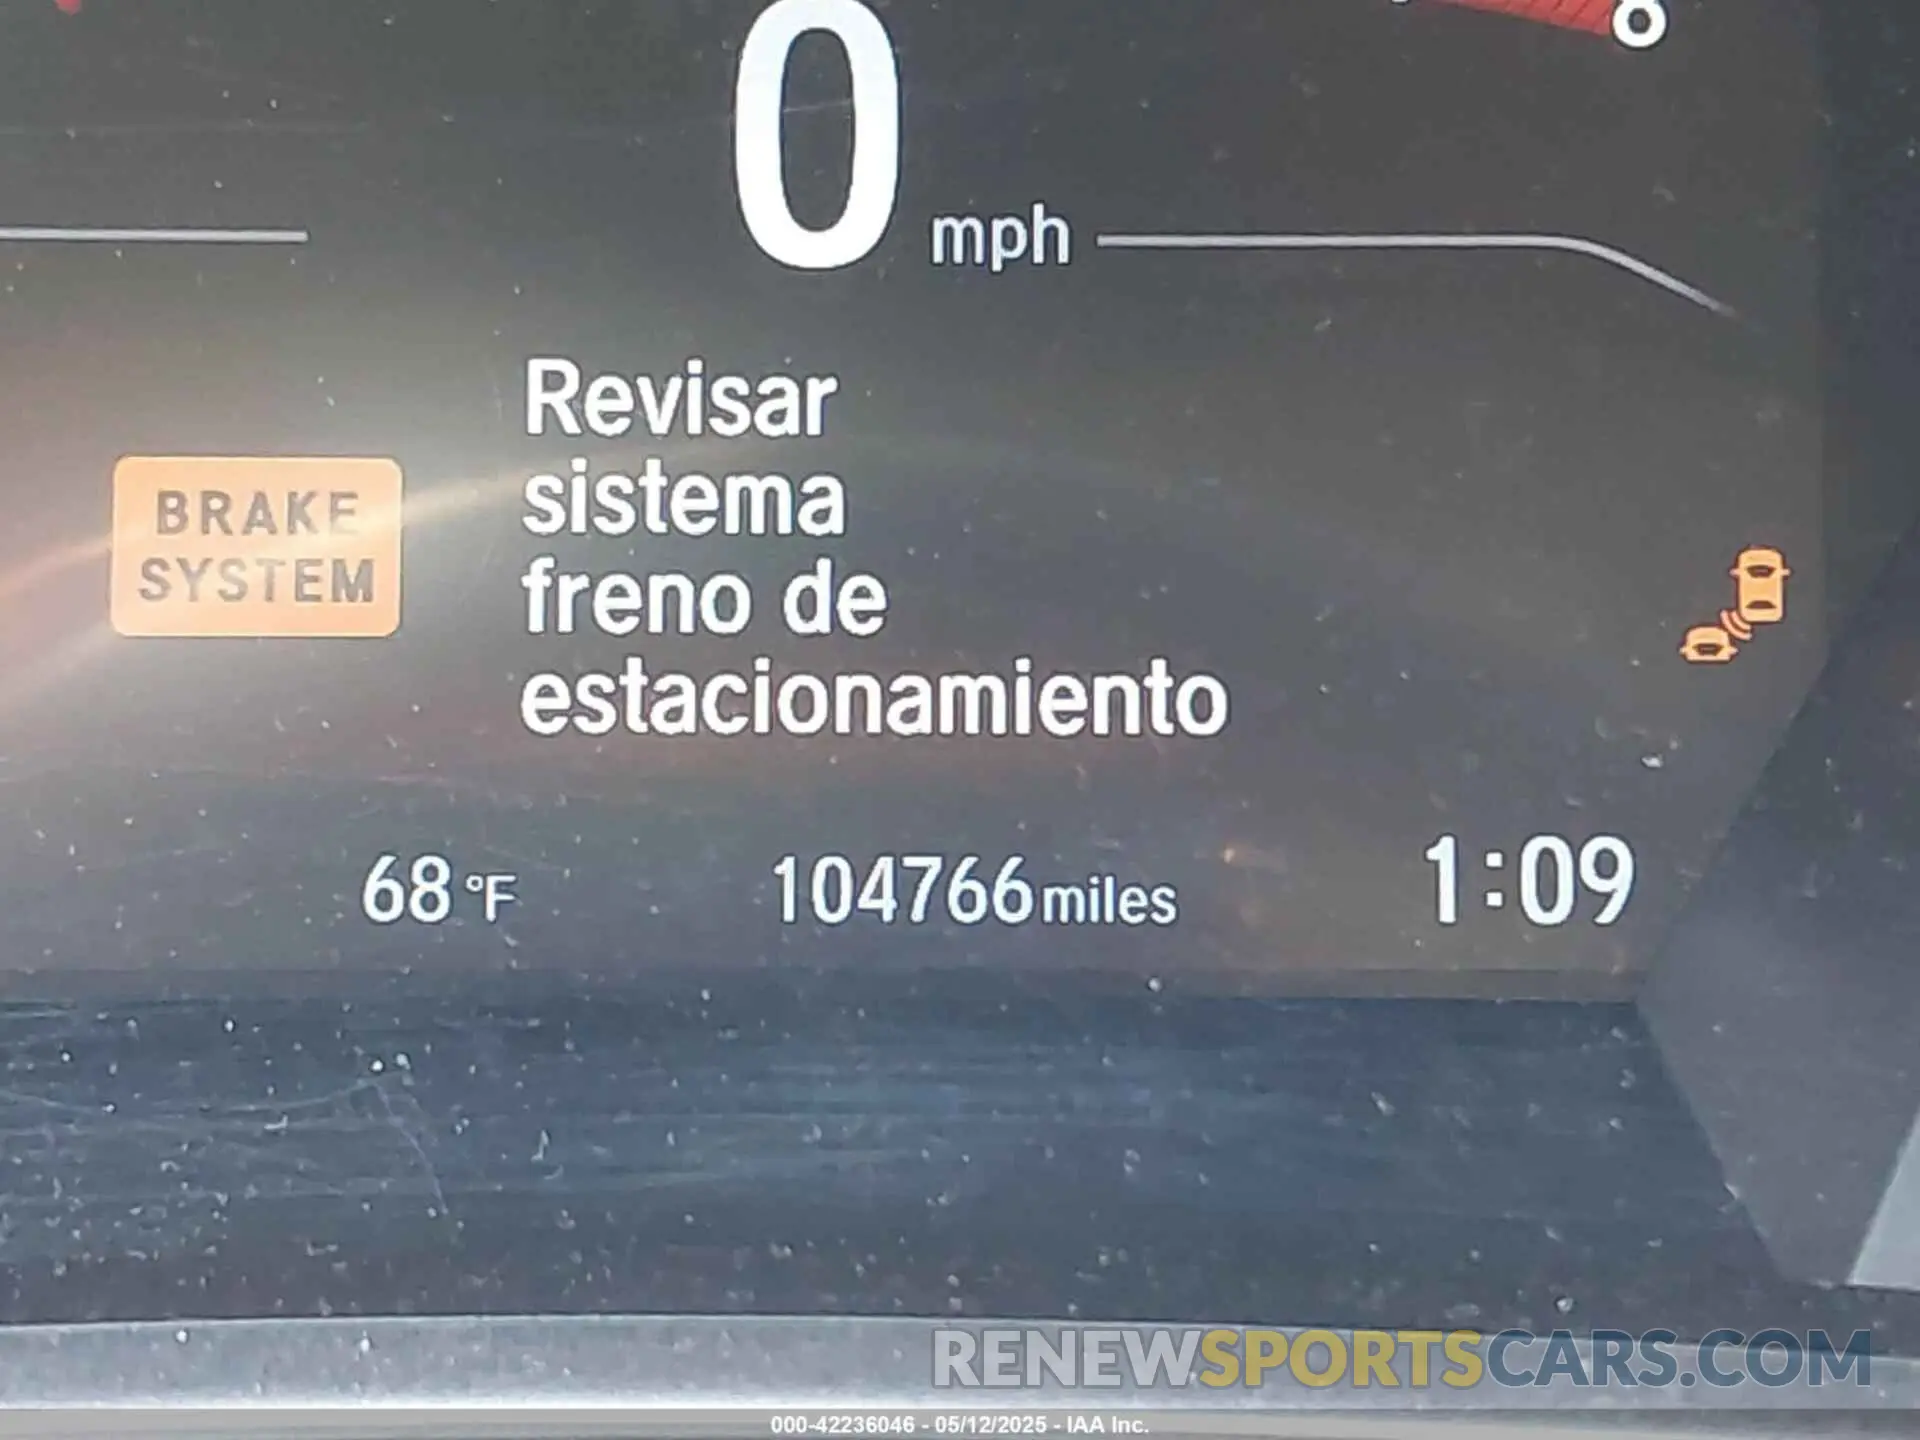 8
0 mph
Revisar
sistema
freno de
estacionamiento
BRAKE
SYSTEM
68 °F
104766 miles
1:09
RENEWSPORTSCARS.COM
000-42236046 - 05/12/2025 - IAA Inc.